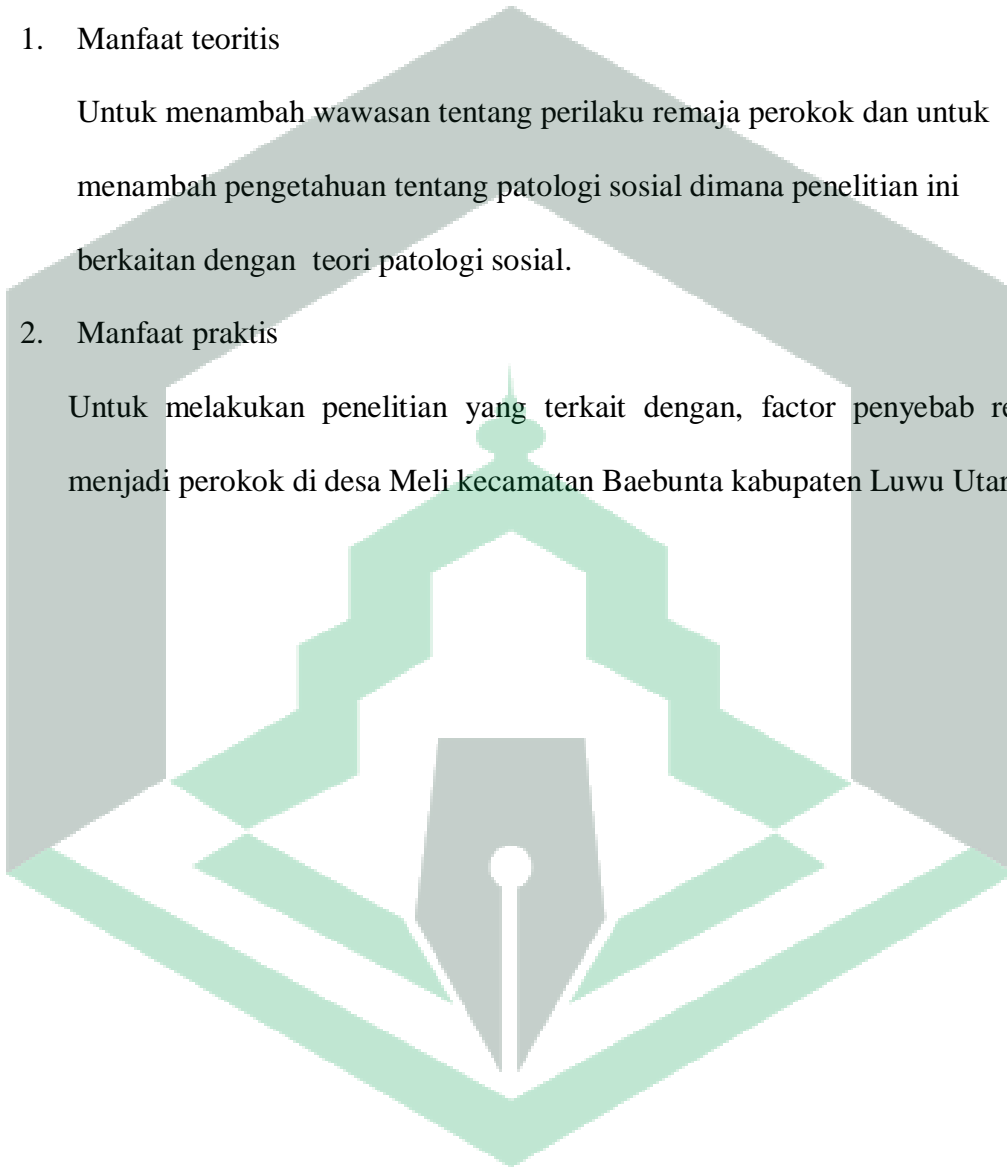 1. Manfaat teoritis
Untuk menambah wawasan tentang perilaku remaja perokok dan untuk
menambah pengetahuan tentang patologi sosial dimana penelitian ini
berkaitan dengan teori patologi sosial.
2. Manfaat praktis
Untuk melakukan penelitian yang terkait dengan, factor penyebab
menjadi perokok di desa Meli kecamatan Baebunta kabupaten Luwu